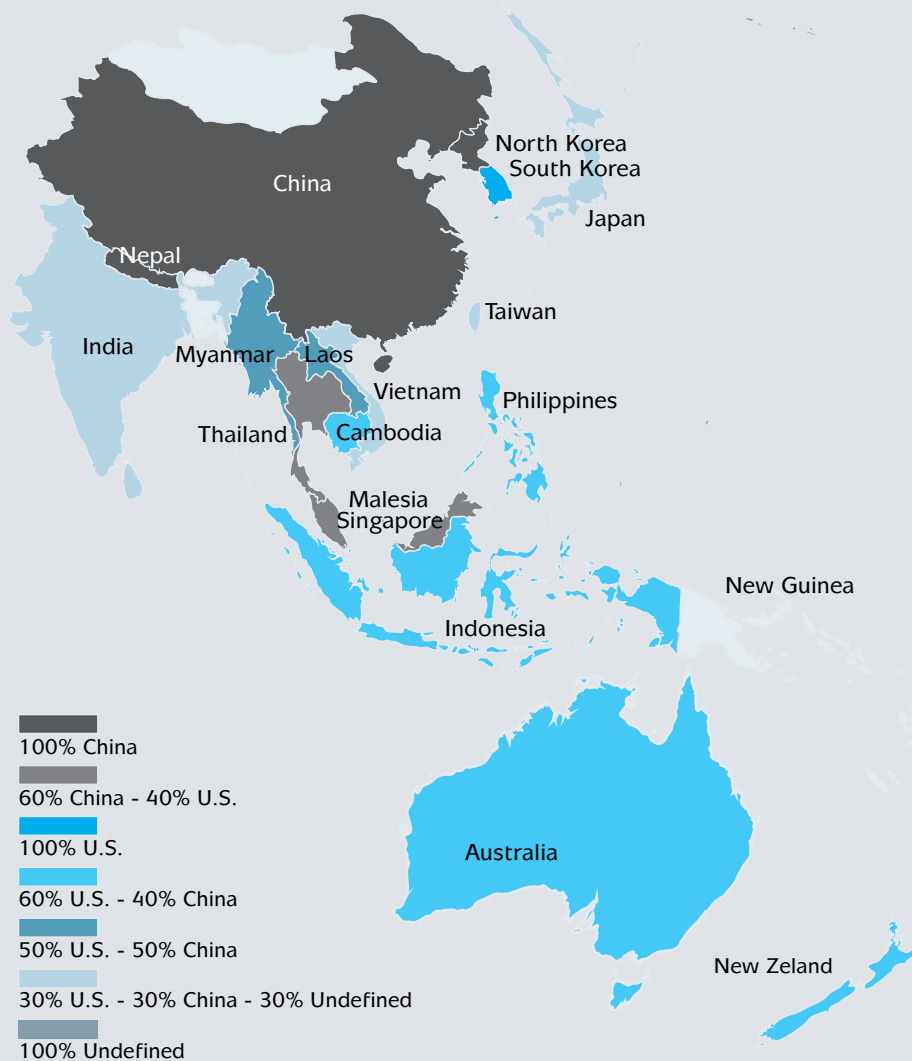 North Korea
South Korea
China
Japan
Nepal
Taiwan
India
Myanmar
Laos
Vietnam
Philippines
Thailand
Cambodia
Malesia
Singapore
New Guinea
Indonesia
100% China
60% China - 40% U.S.
100% U.S.
Australia
60% U.S. - 40% China
50% U.S. - 50% China
New Zeland
30% U.S. - 30% China - 30% Undefined
100% Undefined